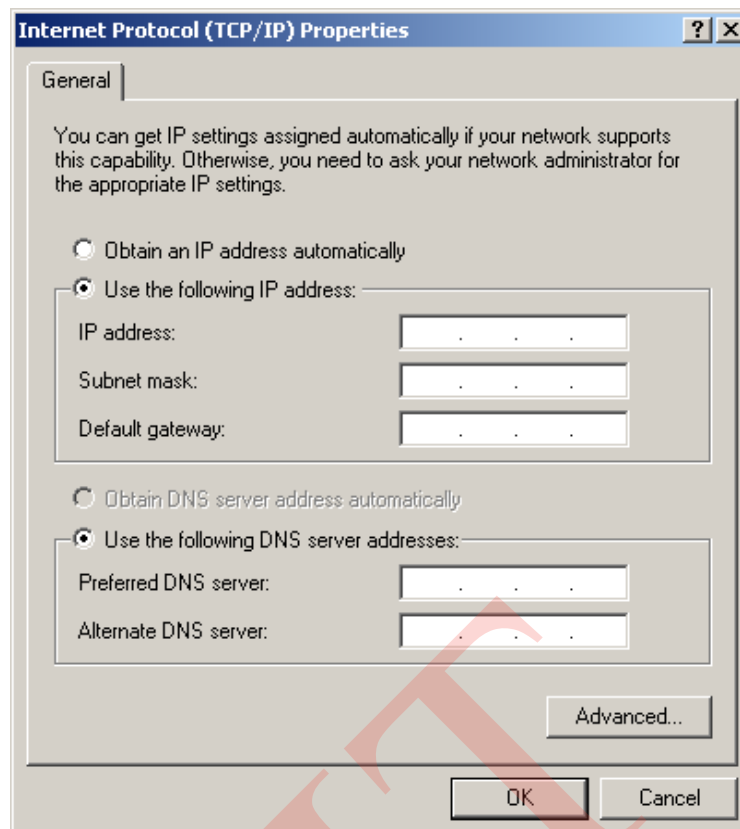 Internet Protocol (TCP/IP) Properties
General
You can get IP settings assigned automatically if your network supports
this capability. Otherwise, you need to ask your network administrator for
the appropriate IP settings.
Obtain an IP address automatically
Use the following IP address:
IP address:
Subnet mask:
Default gateway:
Obtain DNS server address automatically
Use the following DNS server addresses:
Preferred DNS server:
Alternate DNS server:
Advanced...
OK Cancel